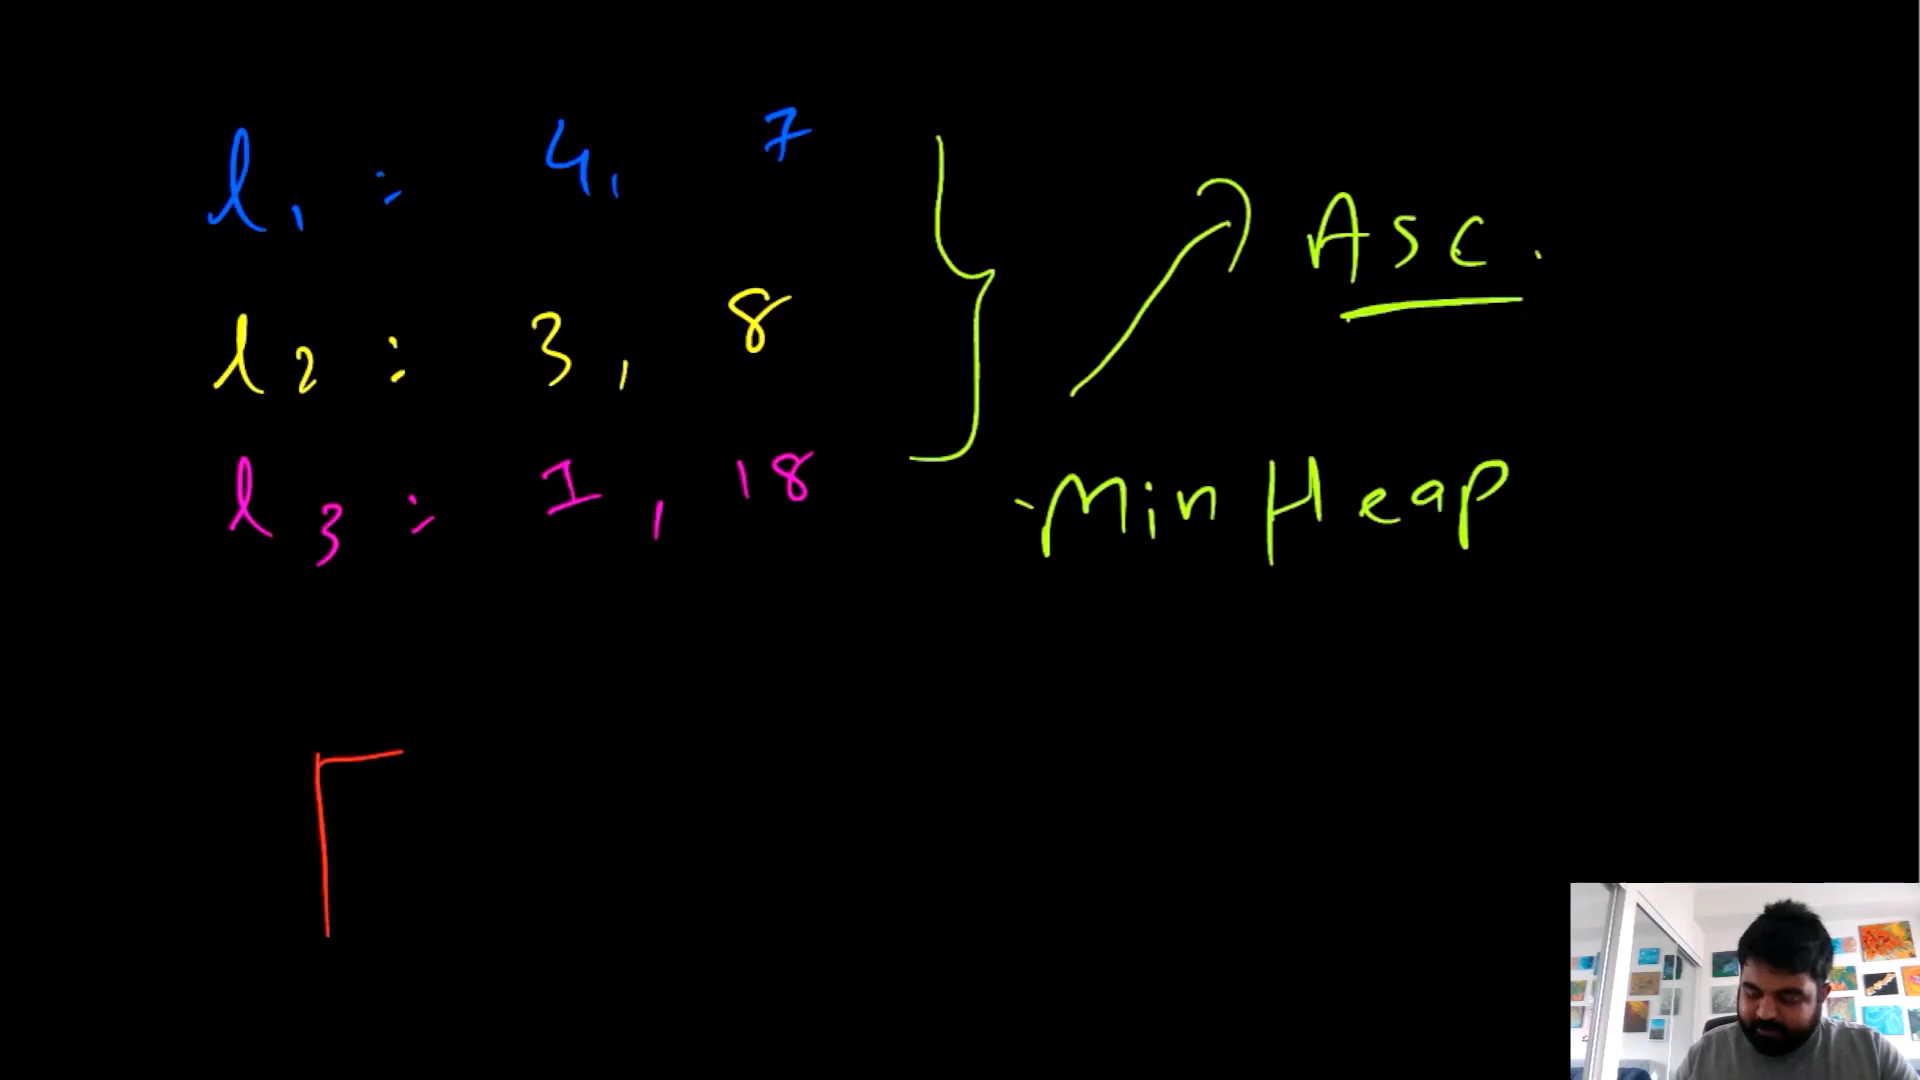 l1 : 4, 7
l2 : 3, 8
l3 : 1, 18
Asc.
Min Heap